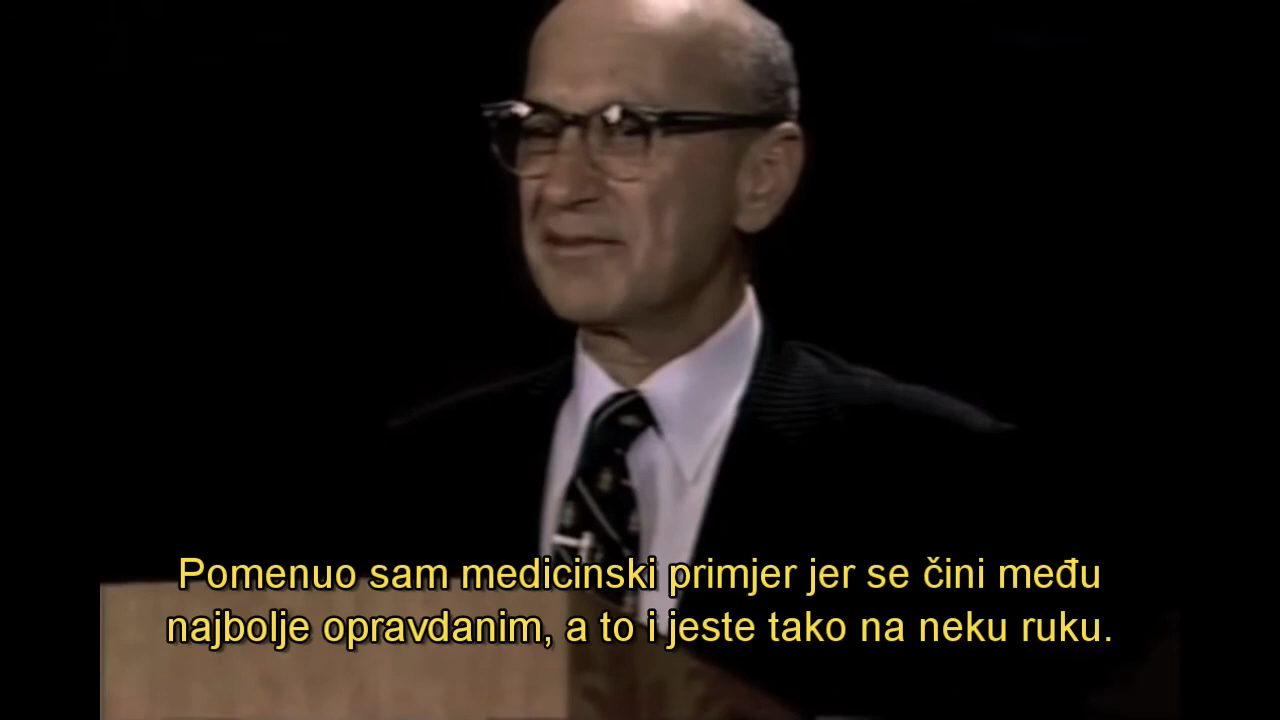 Pomenuo sam medicinski primjer jer se čini među
najbolje opravdanim, a to i jeste tako na neku ruku.